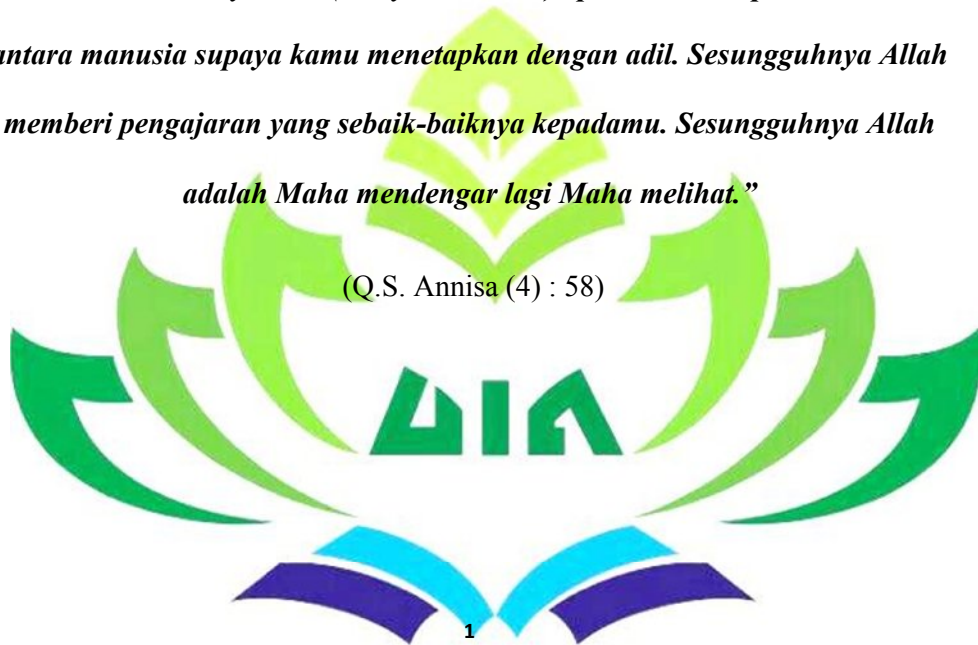 antara manusia supaya kamu menetapkan dengan adil. Sesungguhnya Allah
memberi pengajaran yang sebaik-baiknya kepadamu. Sesungguhnya Allah
adalah Maha mendengar lagi Maha melihat.”
(Q.S. Annisa (4) : 58)
UIN
1